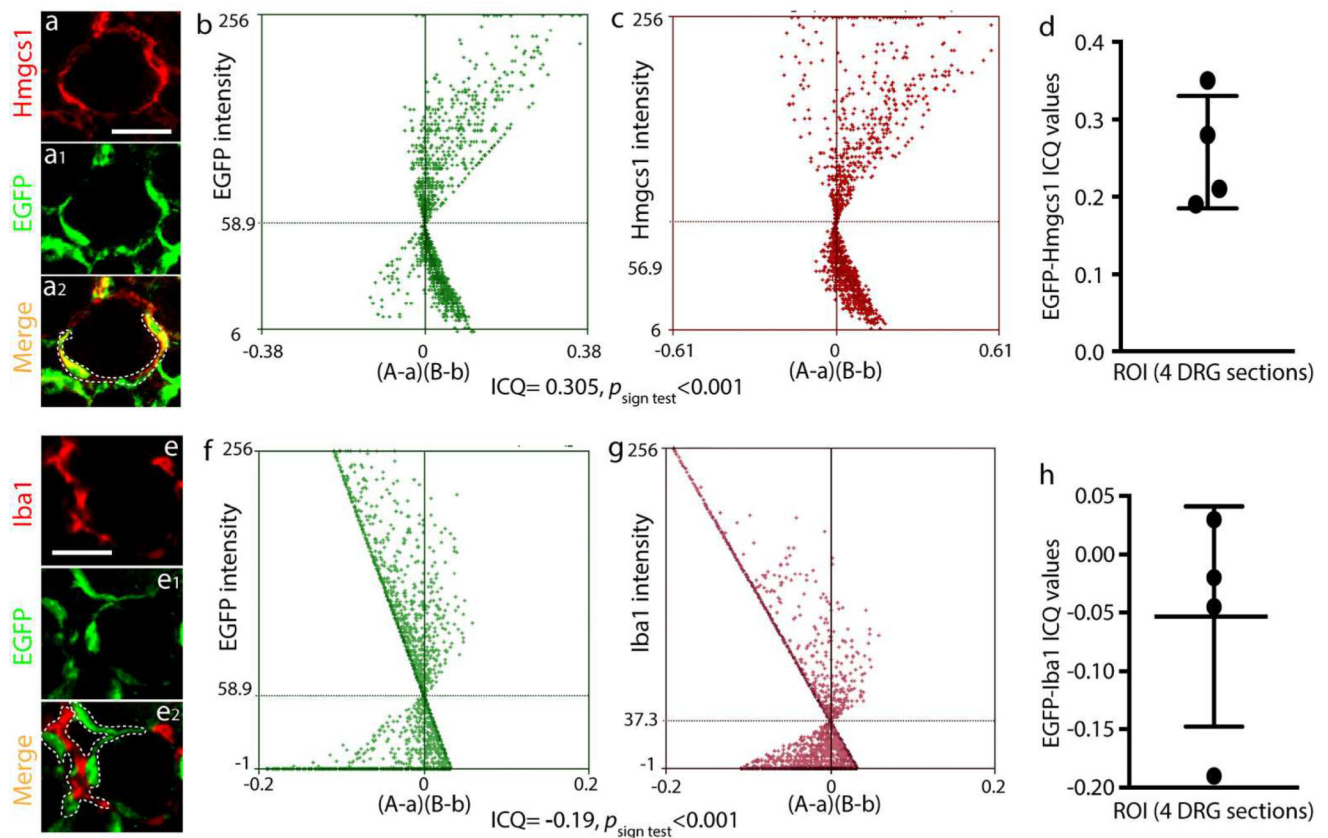 a
Hmgcs1
a1
EGFP
a2
Merge
b
EGFP intensity
256
58.9
6
-0.38
0
0.38
(A-a)(B-b)
c
Hmgcs1 intensity
256
56.9
6
-0.61
0
0.61
(A-a)(B-b)
ICQ= 0.305, p sign test<0.001
d
EGFP-Hmgcs1 ICQ values
0.4
0.3
0.2
0.1
0.0
ROI (4 DRG sections)
e
Iba1
e1
EGFP
e2
Merge
f
EGFP intensity
256
58.9
-1
-0.2
0
0.2
(A-a)(B-b)
g
Iba1 intensity
256
37.3
-1
-0.2
0
0.2
(A-a)(B-b)
ICQ= -0.19, p sign test<0.001
h
EGFP-Iba1 ICQ values
0.05
0.00
-0.05
-0.10
-0.15
-0.20
ROI (4 DRG sections)